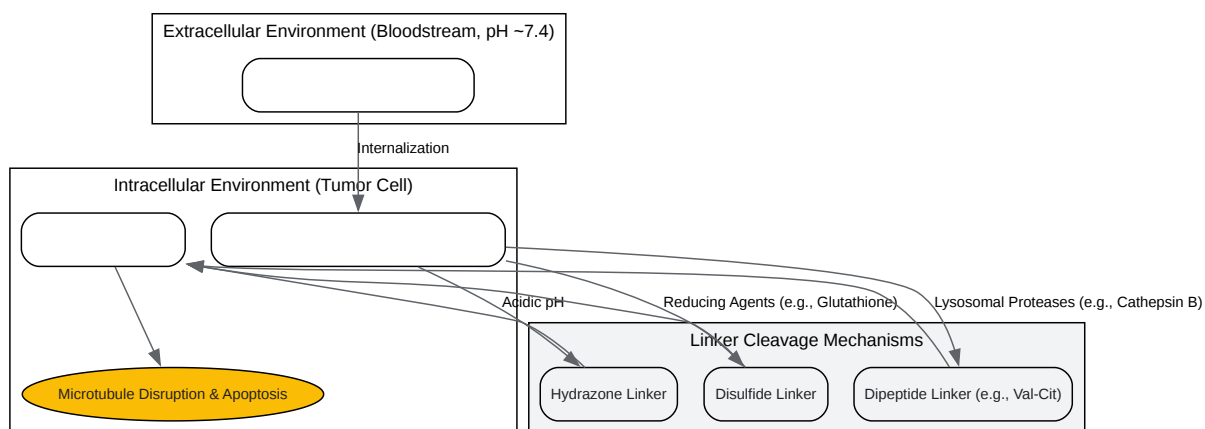 Extracellular Environment (Bloodstream, pH ~7.4)
Internalization
Intracellular Environment (Tumor Cell)
Acidic pH
Reducing Agents (e.g., Glutathione)
Lysosomal Proteases (e.g., Cathepsin B)
Linker Cleavage Mechanisms
Microtubule Disruption & Apoptosis
Hydrazone Linker
Disulfide Linker
Dipeptide Linker (e.g., Val-Cit)